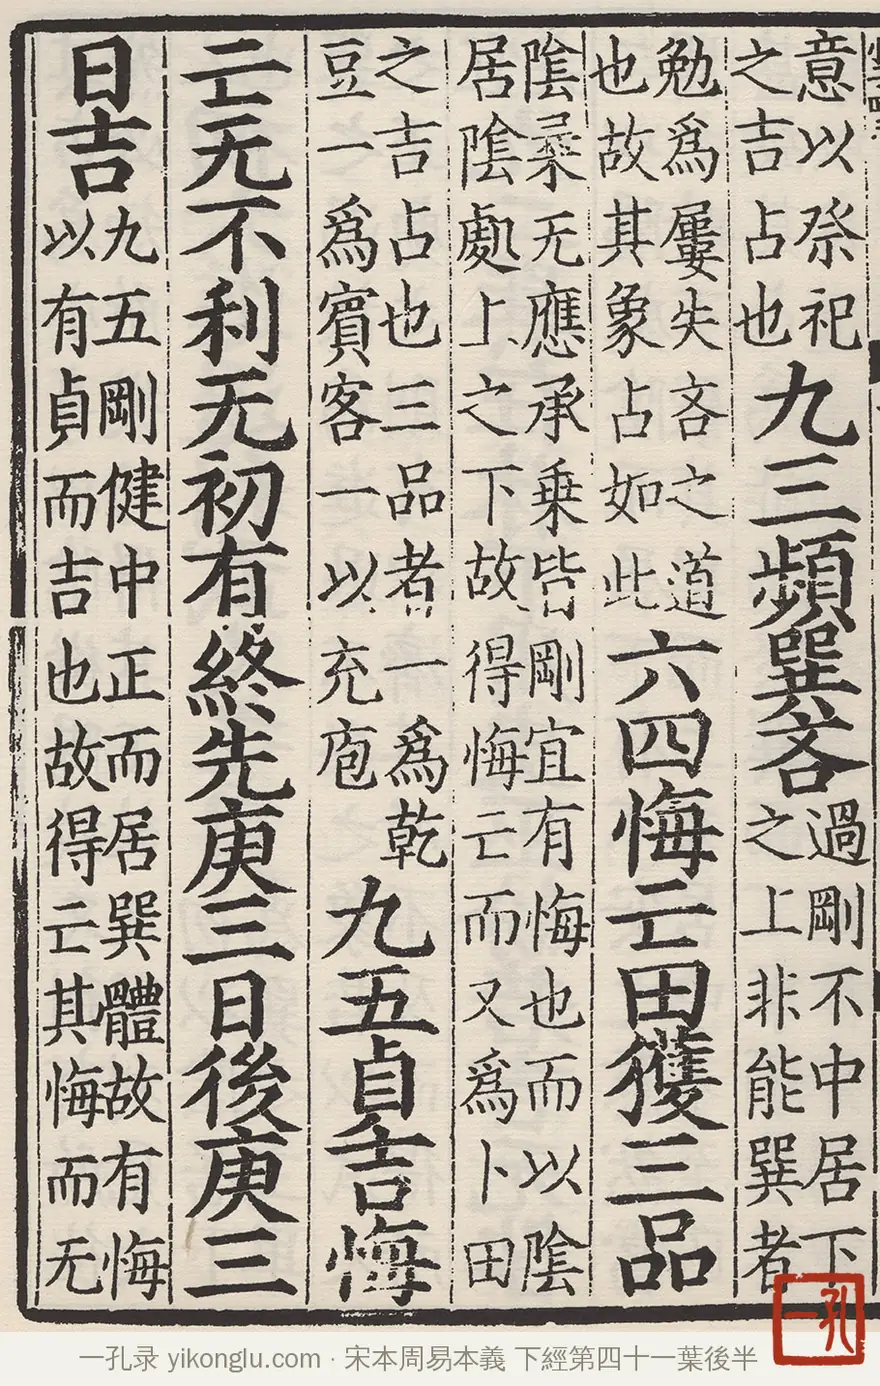 意以祭祀
之吉占也
九三頻巽吝
過剛不中居下
之上非能巽者
勉爲屢失吝之道
也故其象占如此
六四悔亡田獲三品
陰柔无應承乗皆剛宜有悔也而以陰
居陰處上之下故得悔亡而又爲卜田
之吉占也三品者一爲乾
豆一爲賓客一以充庖
九五貞吉悔
亡无不利无初有終先庚三日後庚三
日吉
九五剛健中正而居巽體故有悔
以有貞而吉也故得亡其悔而无
孔一
一孔录 yikonglu.com · 宋本周易本義 下經第四十一葉後半